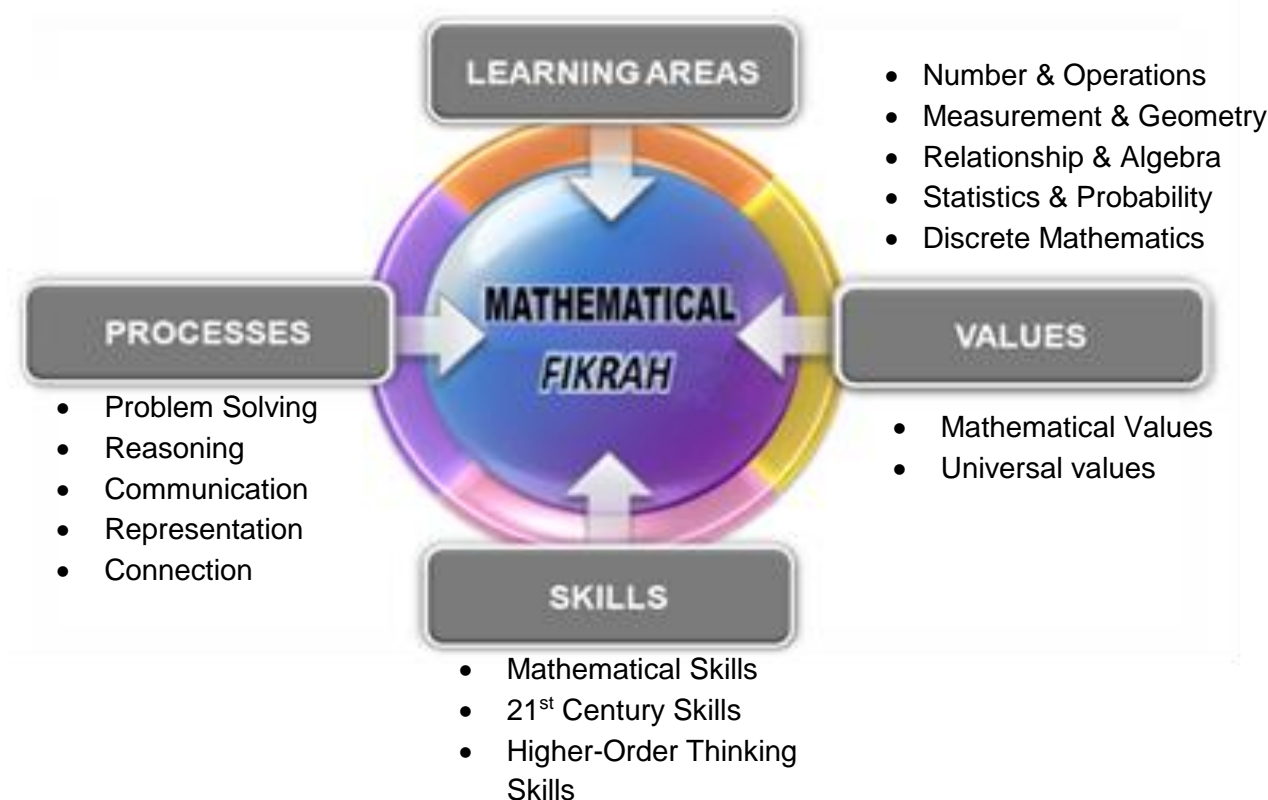 LEARNING AREAS
• Number & Operations
• Measurement & Geometry
• Relationship & Algebra
• Statistics & Probability
• Discrete Mathematics
MATHEMATICAL
FIKRAH
PROCESSES
• Problem Solving
• Reasoning
• Communication
• Representation
• Connection
VALUES
• Mathematical Values
• Universal values
SKILLS
• Mathematical Skills
• 21st Century Skills
• Higher-Order Thinking
Skills